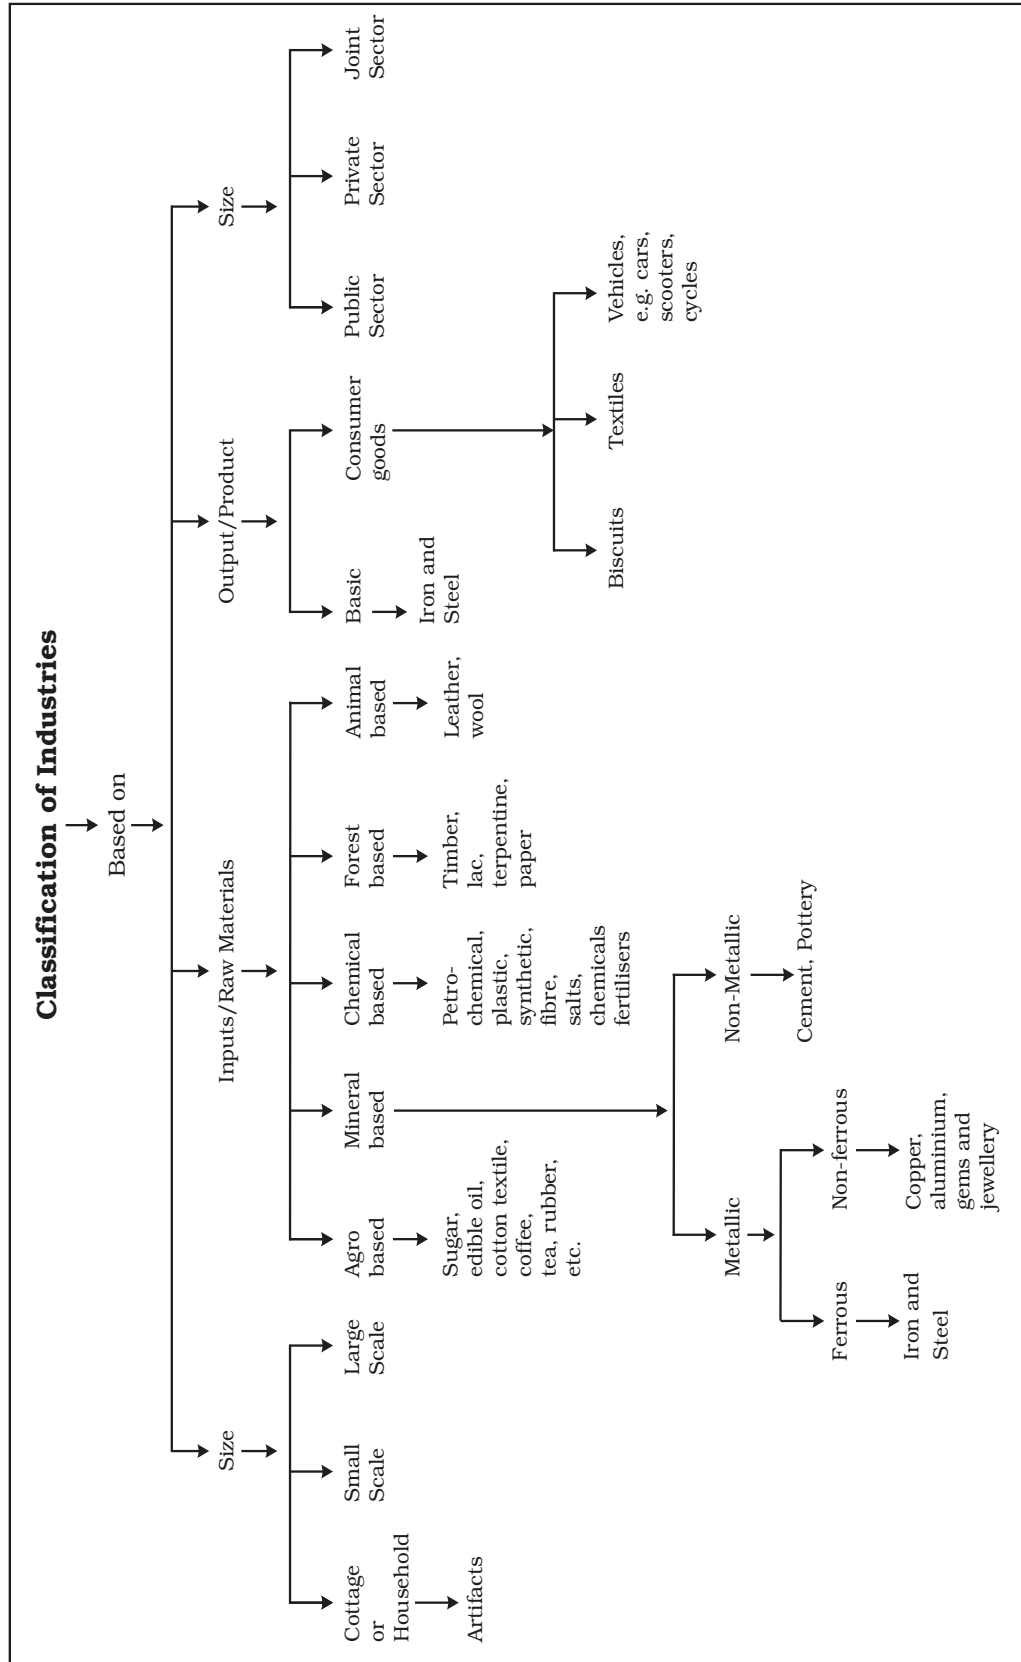 Classification of Industries
Based on
Size
Inputs/Raw Materials
Output/Product
Size
Cottage
or
Household
Artifacts
Small
Scale
Large
Scale
Agro
based
Sugar,
edible oil,
cotton textile,
coffee,
tea, rubber,
etc.
Mineral
based
Metallic
Ferrous
Iron and
Steel
Non-ferrous
Copper,
aluminium,
gems and
jewellery
Non-Metallic
Cement, Pottery
Chemical
based
Petro-
chemical,
plastic,
synthetic,
fibre,
salts,
chemicals
fertilisers
Forest
based
Timber,
lac,
terpentine,
paper
Animal
based
Leather,
wool
Basic
Iron and
Steel
Consumer
goods
Biscuits
Textiles
Vehicles,
e.g. cars,
scooters,
cycles
Public
Sector
Private
Sector
Joint
Sector